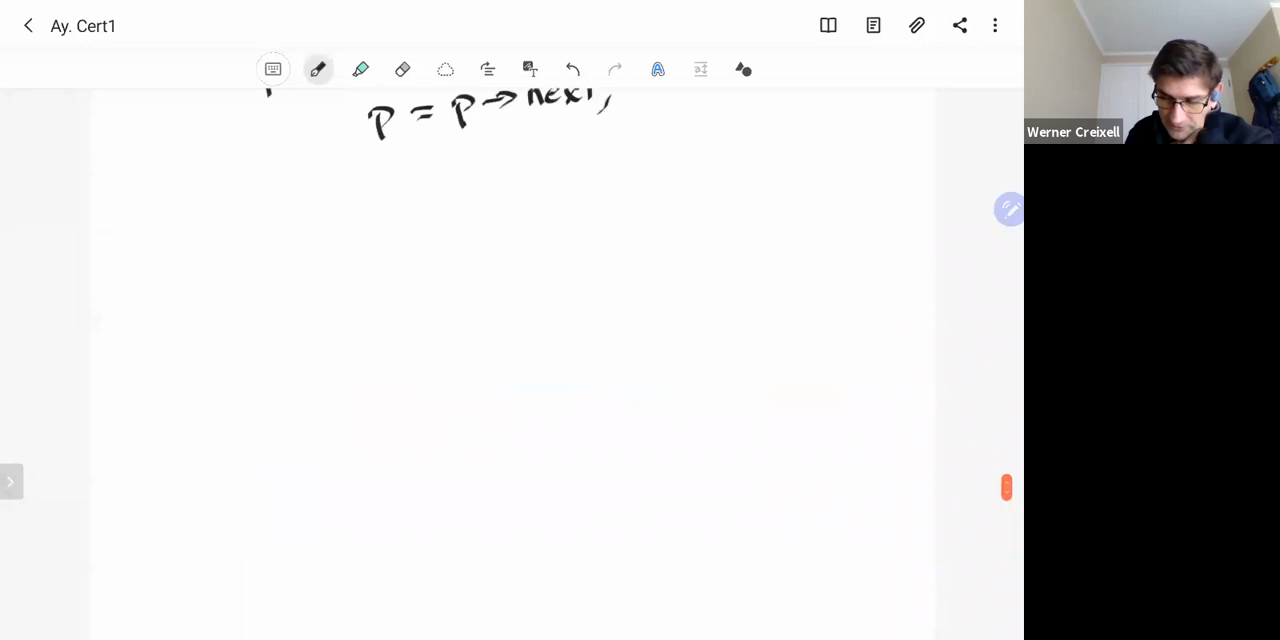 Ay. Cert1
p = p → next;
Werner Creixell